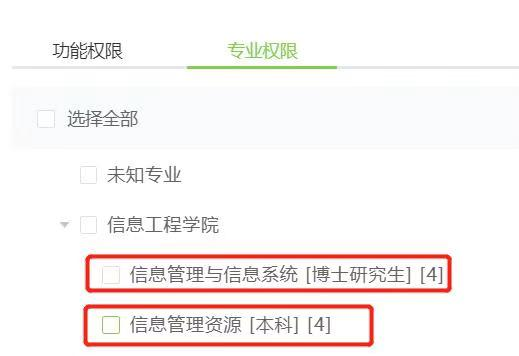 功能权限 专业权限
选择全部
未知专业
信息工程学院
信息管理与信息系统 [博士研究生] [4]
信息管理资源 [本科] [4]